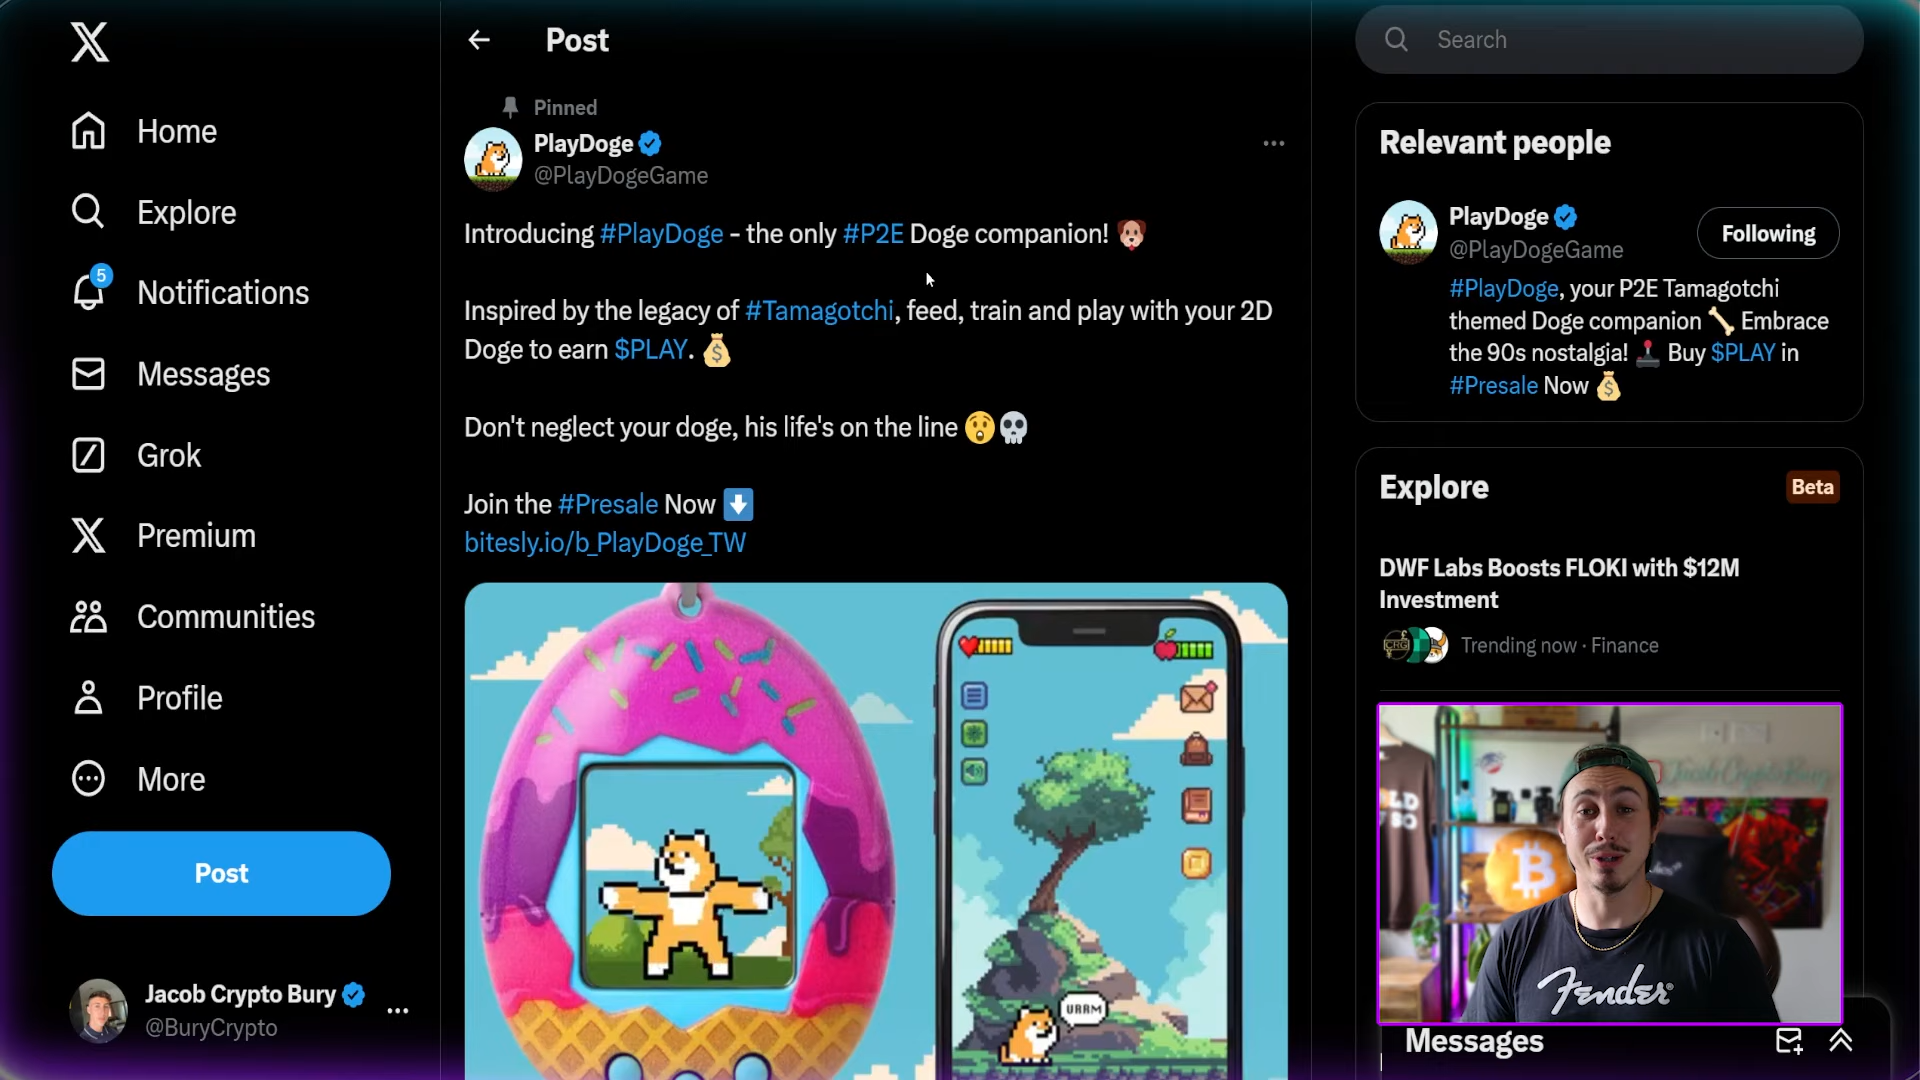 Home
Explore
5
Notifications
Messages
Grok
Premium
Communities
Profile
More
Post
Jacob Crypto Bury
@BuryCrypto
Post
Pinned
PlayDoge
@PlayDogeGame
Introducing #PlayDoge - the only #P2E Doge companion!
Inspired by the legacy of #Tamagotchi, feed, train and play with your 2D
Doge to earn $PLAY.
Don't neglect your doge, his life's on the line
Join the #Presale Now
bitesly.io/b_PlayDoge_TW
URRM
Search
Relevant people
PlayDoge
@PlayDogeGame
Following
#PlayDoge, your P2E Tamagotchi
themed Doge companion Embrace
the 90s nostalgia! Buy $PLAY in
#Presale Now
Explore
Beta
DWF Labs Boosts FLOKI with $12M
Investment
CRG
Trending now · Finance
JacobCryptoBury
Fender
Messages